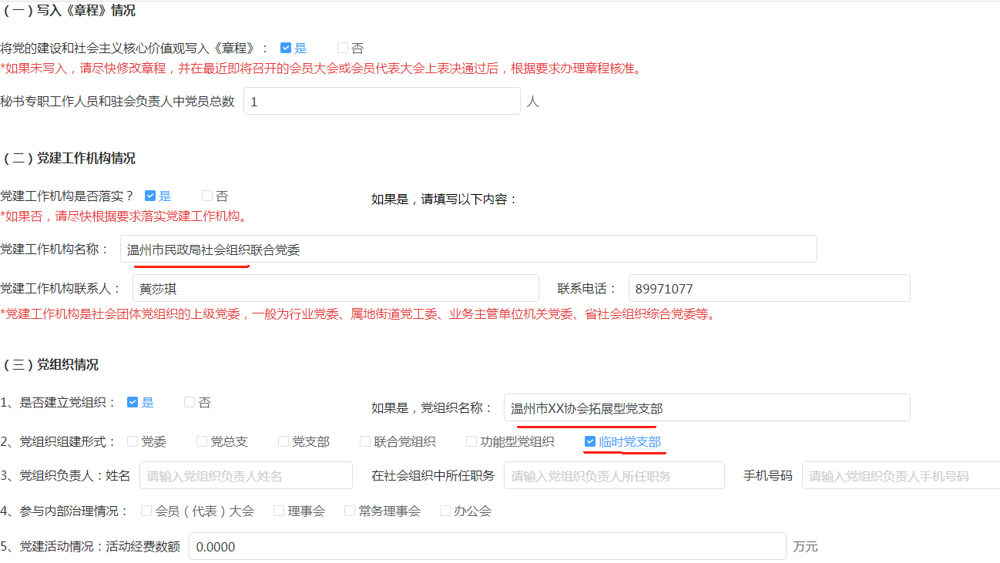 （一）写入《章程》情况
将党的建设和社会主义核心价值观写入《章程》： 是 否
*如果未写入，请尽快修改章程，并在最近即将召开的会员大会或会员代表大会上表决通过后，根据要求办理章程核准。
秘书专职工作人员和驻会负责人中党员总数 1 人
（二）党建工作机构情况
党建工作机构是否落实？ 是 否 如果是，请填写以下内容：
*如果否，请尽快根据要求落实党建工作机构。
党建工作机构名称： 温州市民政局社会组织联合党委
党建工作机构联系人： 黄莎琪 联系电话： 89971077
*党建工作机构是社会团体党组织的上级党委，一般为行业党委、属地街道党工委、业务主管单位机关党委、省社会组织综合党委等。
（三）党组织情况
1、是否建立党组织： 是 否 如果是，党组织名称： 温州市XX协会拓展型党支部
2、党组织组建形式： 党委 党总支 党支部 联合党组织 功能型党组织 临时党支部
3、党组织负责人：姓名 请输入党组织负责人姓名 在社会组织中所任职务 请输入党组织负责人所任职务 手机号码 请输入党组织负责人手机号码
4、参与内部治理情况： 会员（代表）大会 理事会 常务理事会 办公会
5、党建活动情况：活动经费数额 0.0000 万元